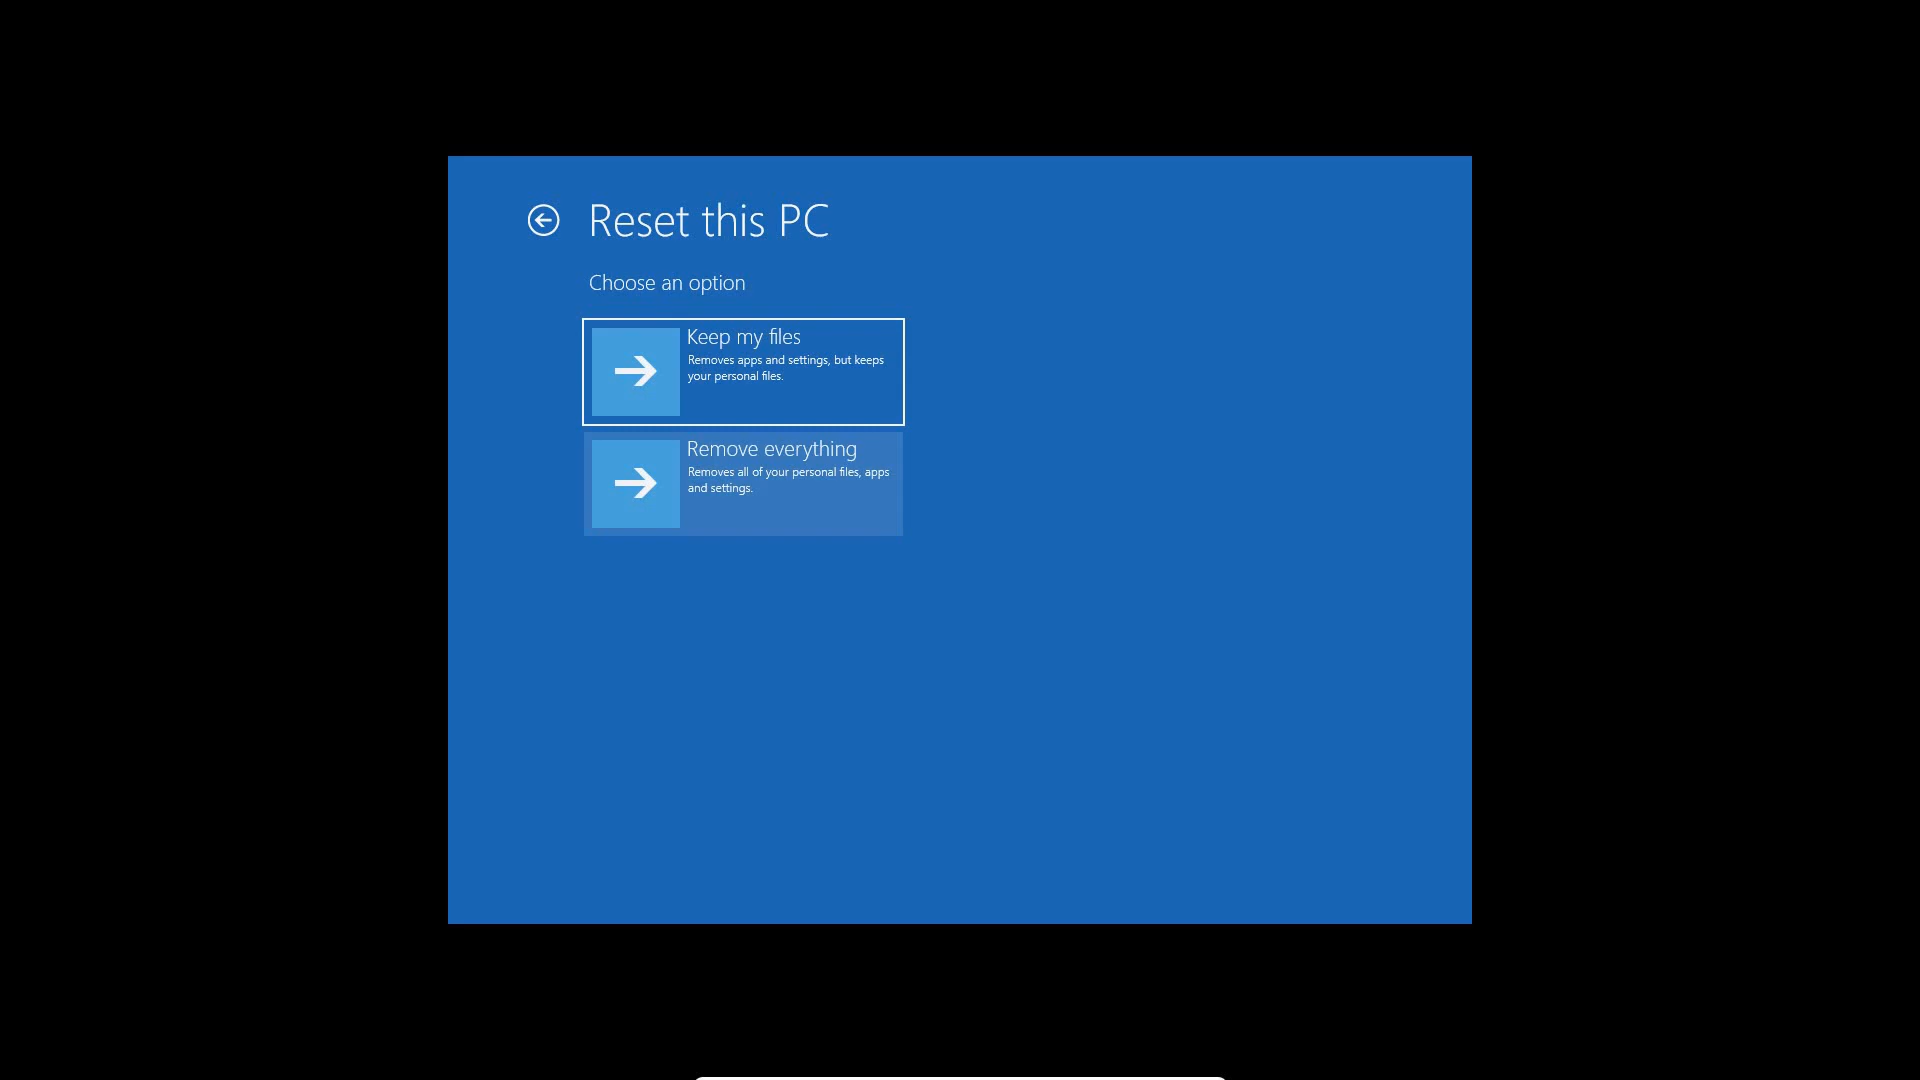 Reset this PC
Choose an option
Keep my files
Removes apps and settings, but keeps
your personal files.
Remove everything
Removes all of your personal files, apps
and settings.